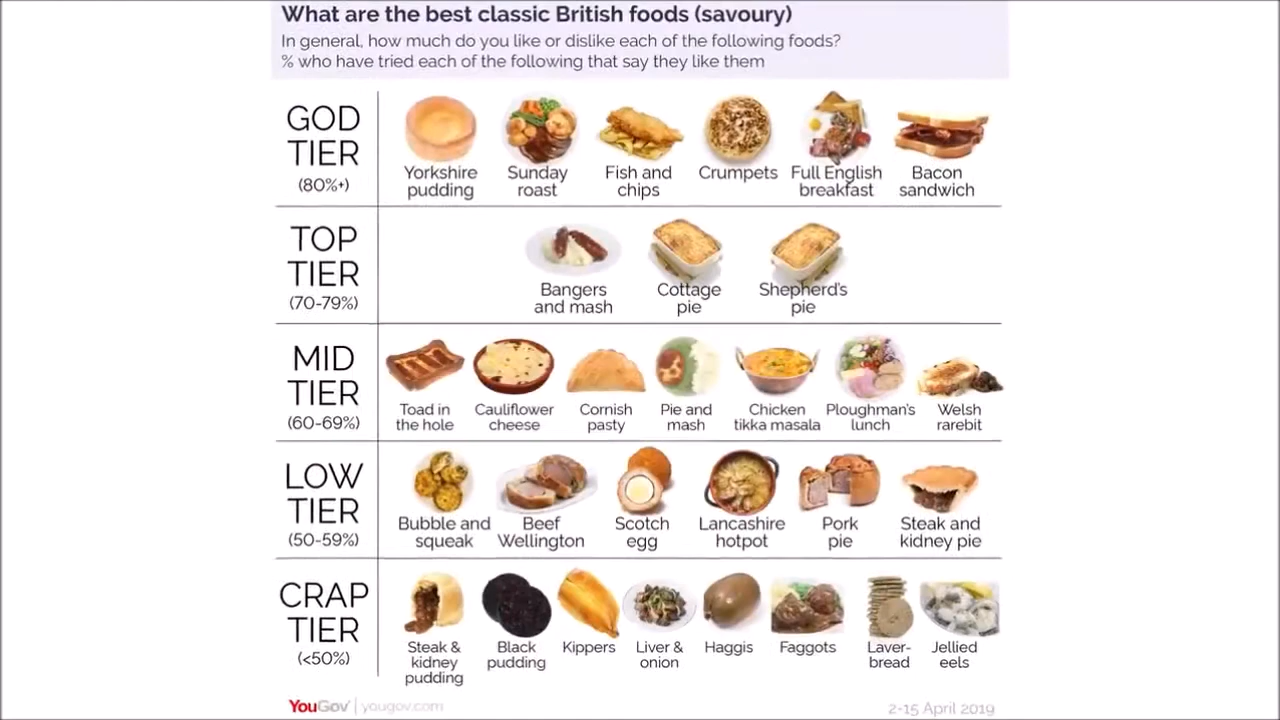 What are the best classic British foods (savoury)
In general, how much do you like or dislike each of the following foods?
% who have tried each of the following that say they like them
GOD
TIER
(80%+)
Yorkshire
pudding
Sunday
roast
Fish and
chips
Crumpets
Full English
breakfast
Bacon
sandwich
TOP
TIER
(70-79%)
Bangers
and mash
Cottage
pie
Shepherd's
pie
MID
TIER
(60-69%)
Toad in
the hole
Cauliflower
cheese
Cornish
pasty
Pie and
mash
Chicken
tikka masala
Ploughman's
lunch
Welsh
rarebit
LOW
TIER
(50-59%)
Bubble and
squeak
Beef
Wellington
Scotch
egg
Lancashire
hotpot
Pork
pie
Steak and
kidney pie
CRAP
TIER
(<50%)
Steak &
kidney
pudding
Black
pudding
Kippers
Liver &
onion
Haggis
Faggots
Laver-
bread
Jellied
eels
YouGov | yougov.com
2-15 April 2019